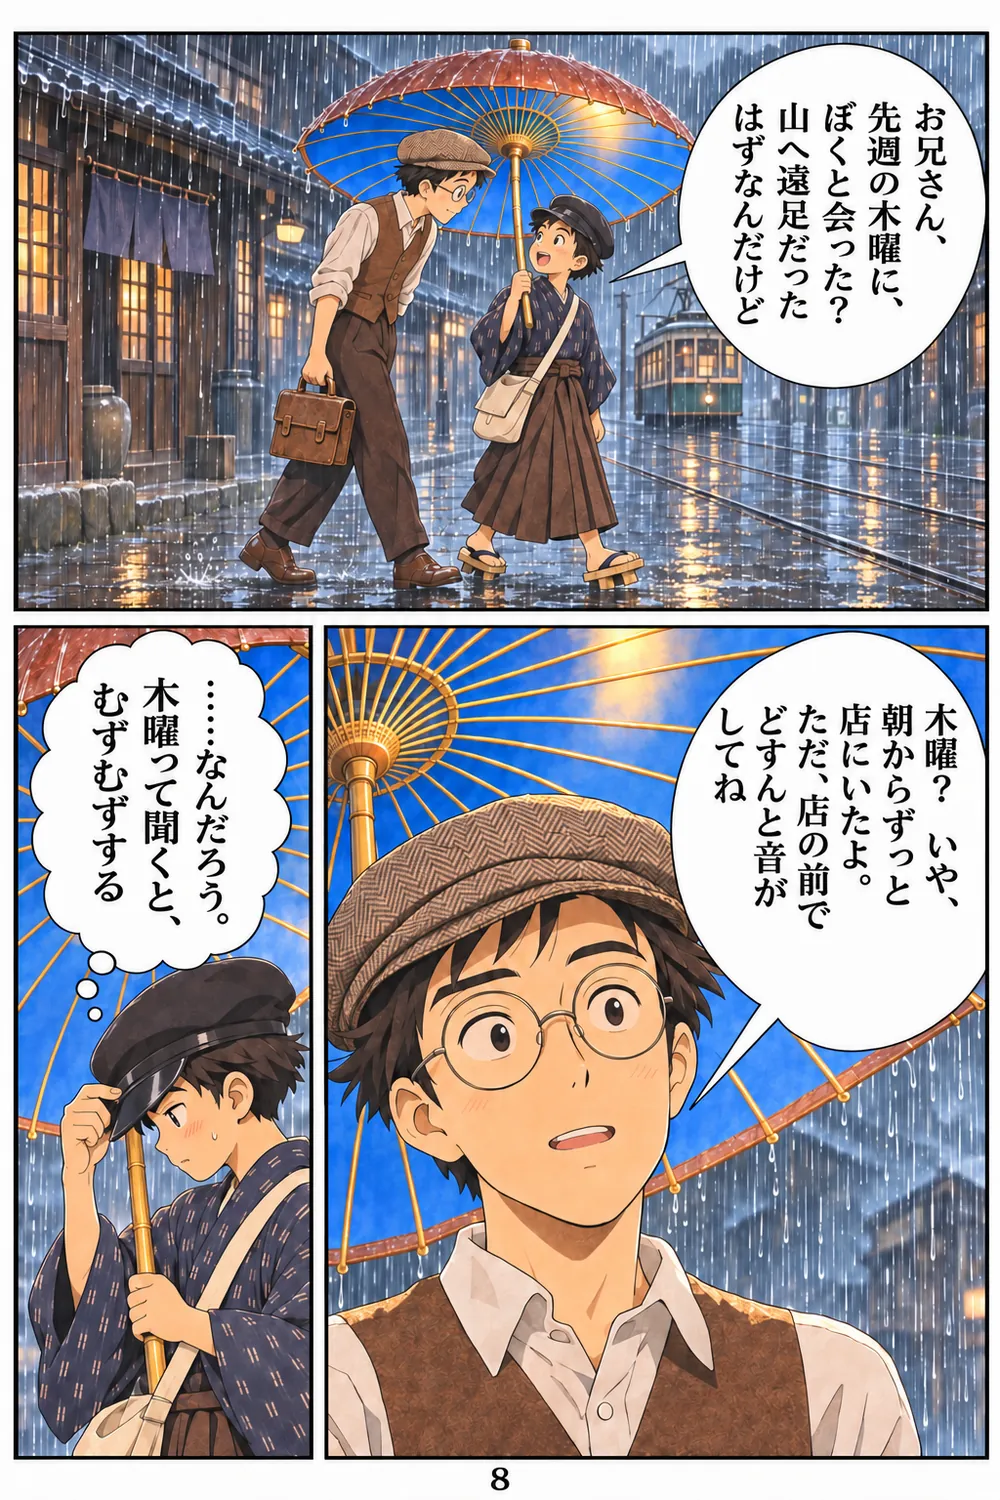 お兄さん、
先週の木曜に、
ぼくと会った？
山へ遠足だった
はずなんだけど
木曜？　いや、
朝からずっと
店にいたよ。
ただ、店の前で
どすんと音が
してね
……なんだろう。
木曜って聞くと、
むずむずする
8